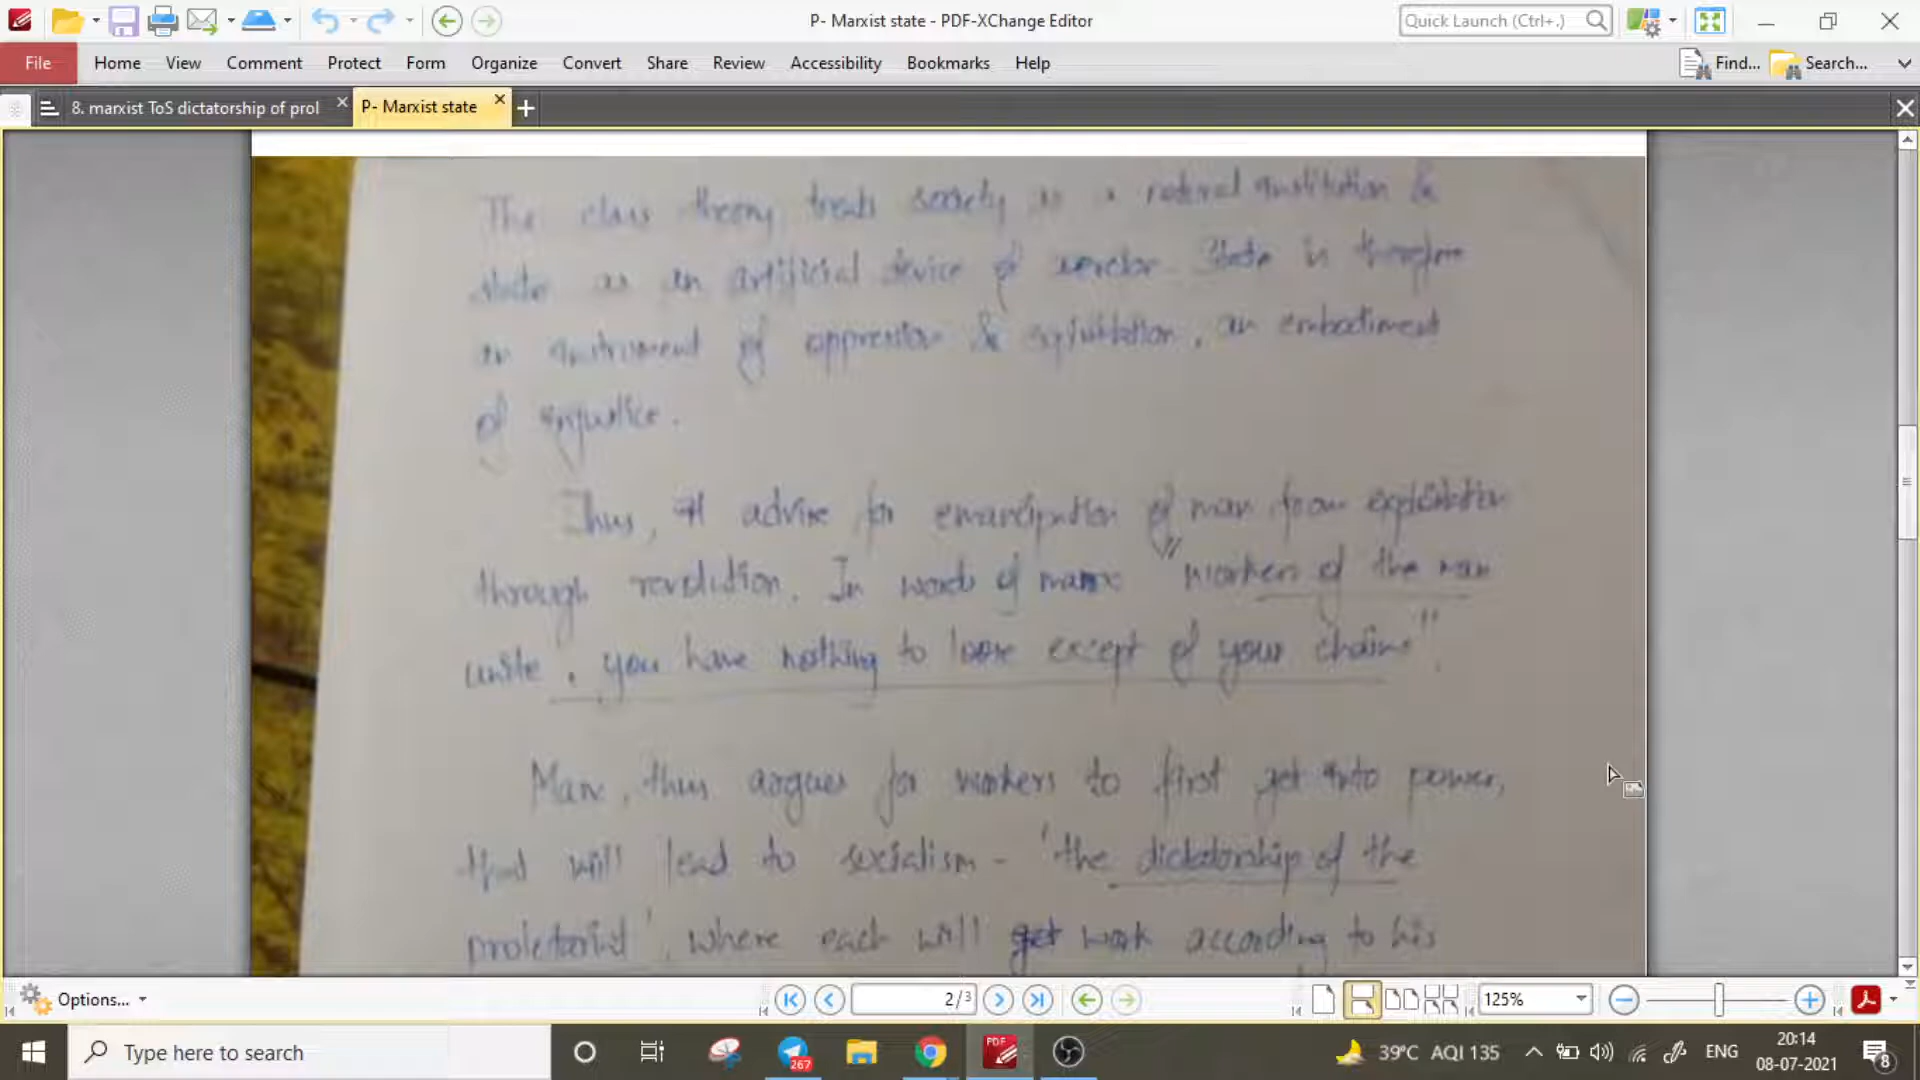 P- Marxist state - PDF-XChange Editor
Quick Launch (Ctrl+.)
File Home View Comment Protect Form Organize Convert Share Review Accessibility Bookmarks Help
Find... Search...
8. marxist ToS dictatorship of prol
P- Marxist state
The class theory treats society as a natural institution &
state as an artificial device of State is therefore
an instrument of oppression & exploitation, an embodiment
of injustice.
Thus, it advise for emancipation of man from exploitation
through revolution. In words of marx "workers of the
unite, you have nothing to loose except of your chains".
Marx, thus argues for workers to first get into power,
that will lead to socialism - 'the dictatorship of the
proletariat', where each will get work according to his
Options...
2/3
125%
Type here to search
267
PDF
39°C AQI 135
ENG
20:14
08-07-2021
8